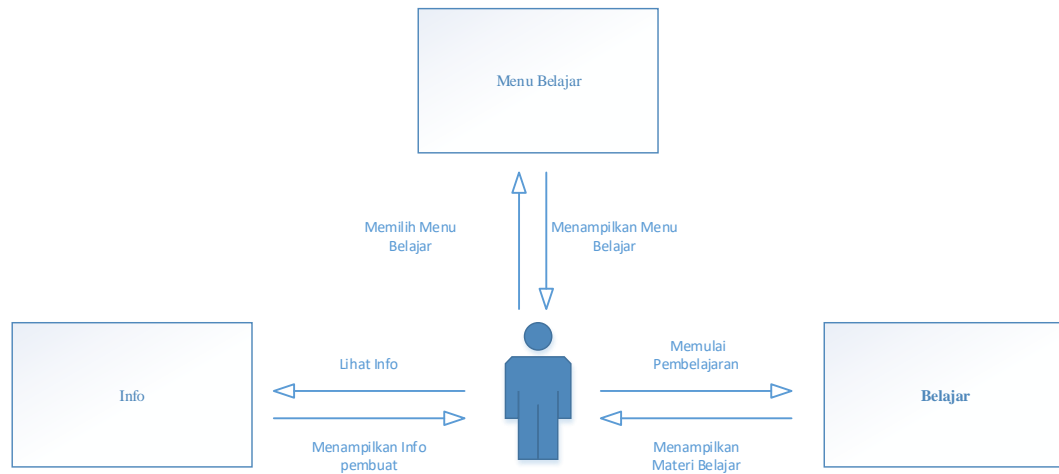 Menu Belajar
Memilih Menu
Belajar
Menampilkan Menu
Belajar
Info
Lihat Info
Menampilkan Info
pembuat
Memulai
Pembelajaran
Menampilkan
Materi Belajar
Belajar